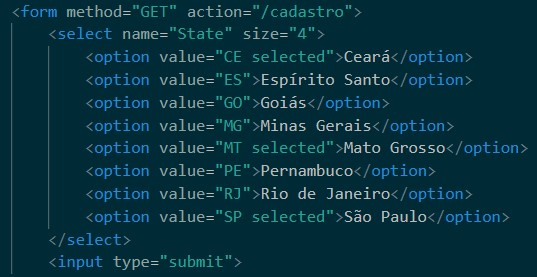 <form method="GET" action="/cadastro">
<select name="State" size="4">
<option value="CE selected">Ceará</option>
<option value="ES">Espírito Santo</option>
<option value="GO">Goiás</option>
<option value="MG">Minas Gerais</option>
<option value="MT selected">Mato Grosso</option>
<option value="PE">Pernambuco</option>
<option value="RJ">Rio de Janeiro</option>
<option value="SP selected">São Paulo</option>
</select>
<input type="submit">